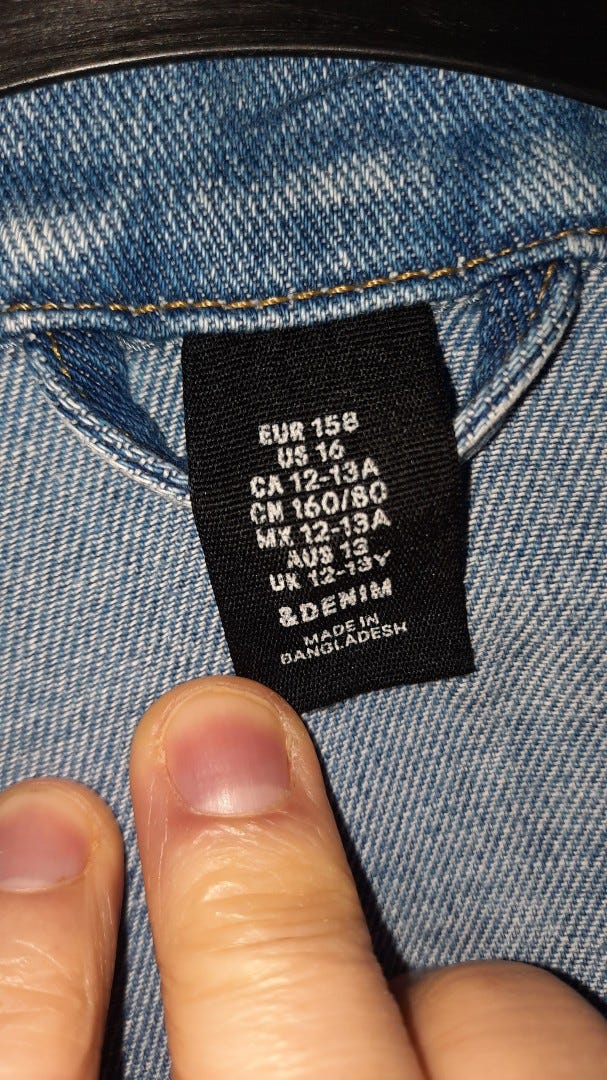 EUR 158
US 16
CA 12-13A
CN 160/80
MX 12-13A
AUS 13
UK 12-13Y
&DENIM
MADE IN
BANGLADESH